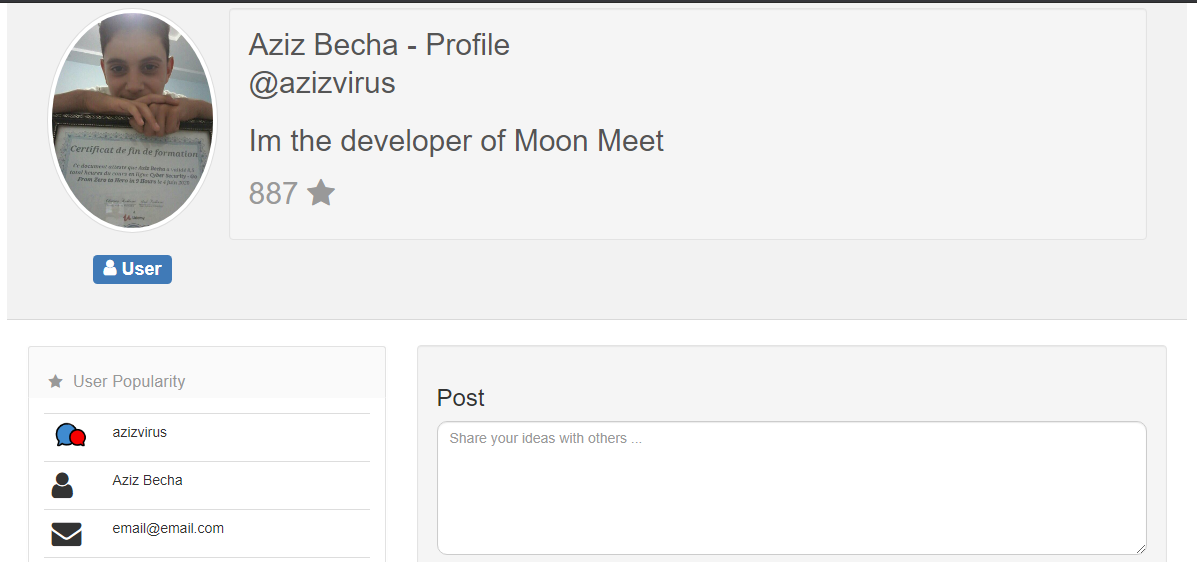 Aziz Becha - Profile
@azizvirus
Im the developer of Moon Meet
887
Certificat de fin de formation
User
User Popularity
azizvirus
Aziz Becha
email@email.com
Post
Share your ideas with others ...